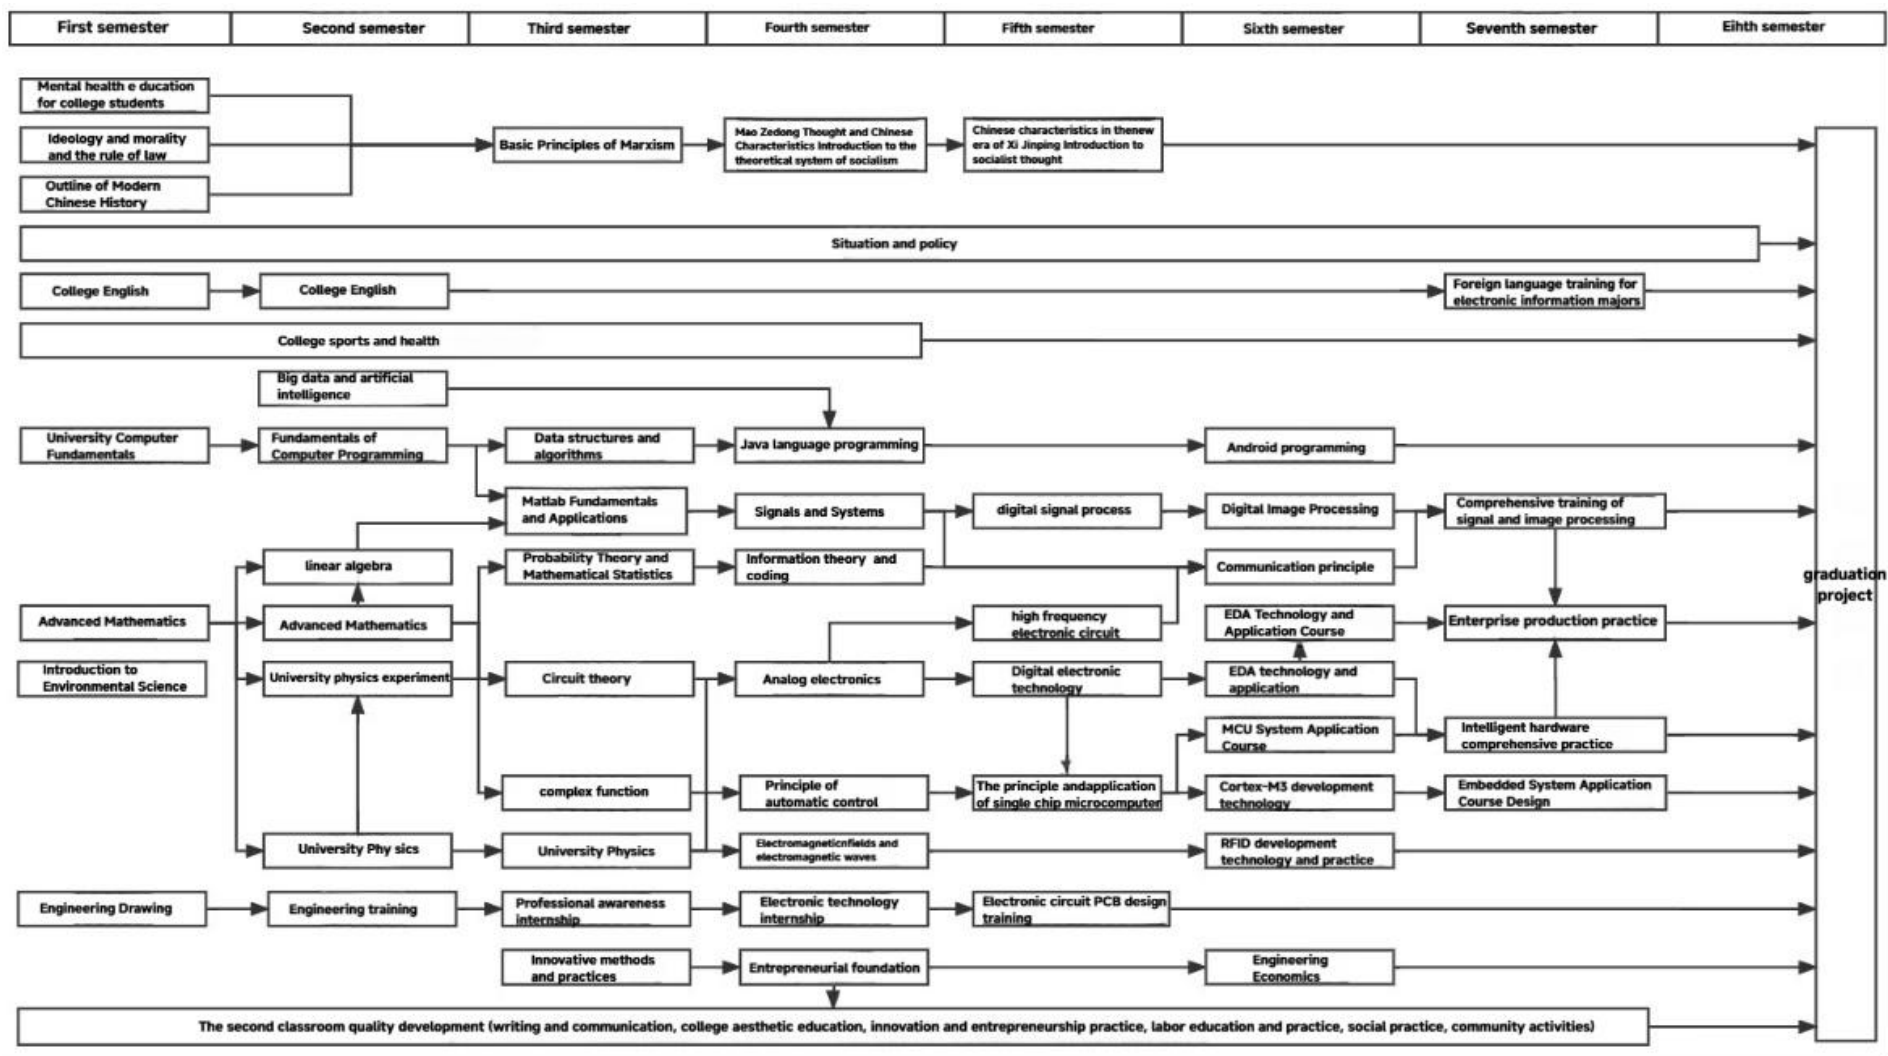 First semester
Second semester
Third semester
Fourth semester
Fifth semester
Sixth semester
Seventh semester
Eihth semester
Mental health e ducation
for college students
Ideology and morality
and the rule of law
Outline of Modern
Chinese History
Basic Principles of Marxism
Mao Zedong Thought and Chinese
Characteristics Introduction to the
theoretical system of socialism
Chinese characteristics in thenew
era of Xi Jinping Introduction to
socialist thought
Situation and policy
College English
College English
Foreign language training for
electronic information majors
College sports and health
Big data and artificial
intelligence
University Computer
Fundamentals
Fundamentals of
Computer Programming
Data structures and
algorithms
Java language programming
Android programming
Matlab Fundamentals
and Applications
Signals and Systems
digital signal process
Digital Image Processing
Comprehensive training of
signal and image processing
linear algebra
Probability Theory and
Mathematical Statistics
Information theory and
coding
Communication principle
graduation
project
Advanced Mathematics
Advanced Mathematics
high frequency
electronic circuit
EDA Technology and
Application Course
Enterprise production practice
Introduction to
Environmental Science
University physics experiment
Circuit theory
Analog electronics
Digital electronic
technology
EDA technology and
application
MCU System Application
Course
Intelligent hardware
comprehensive practice
complex function
Principle of
automatic control
The principle andapplication
of single chip microcomputer
Cortex-M3 development
technology
Embedded System Application
Course Design
University Phy sics
University Physics
Electromagneticnfields and
electromagnetic waves
RFID development
technology and practice
Engineering Drawing
Engineering training
Professional awareness
internship
Electronic technology
internship
Electronic circuit PCB design
training
Innovative methods
and practices
Entrepreneurial foundation
Engineering
Economics
The second classroom quality development (writing and communication, college aesthetic education, innovation and entrepreneurship practice, labor education and practice, social practice, community activities)